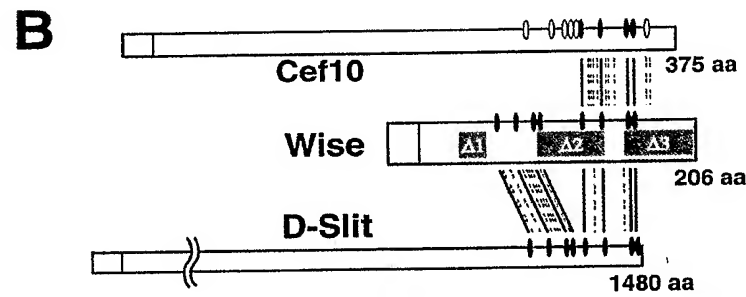 B
Cef10
375 aa
Wise
Δ1 Δ2 Δ3
206 aa
D-Slit
1480 aa